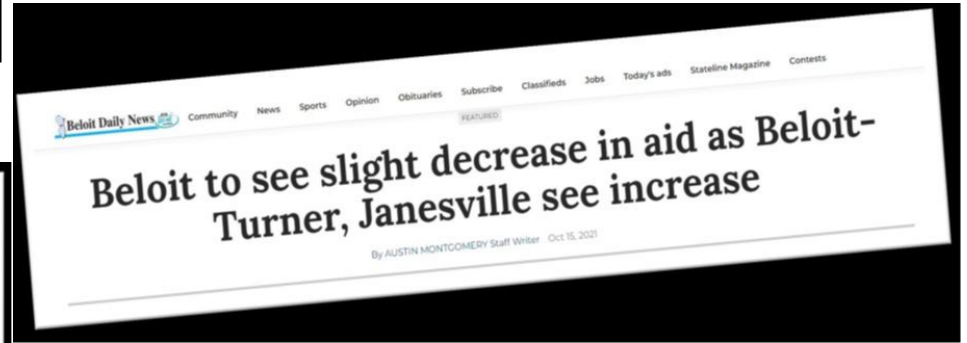 Beloit Daily News Community News Sports Opinion Obituaries Subscribe Classifieds Jobs Today's ads Stateline Magazine Contests
FEATURED
Beloit to see slight decrease in aid as Beloit-
Turner, Janesville see increase
By AUSTIN MONTGOMERY Staff Writer Oct 15, 2021